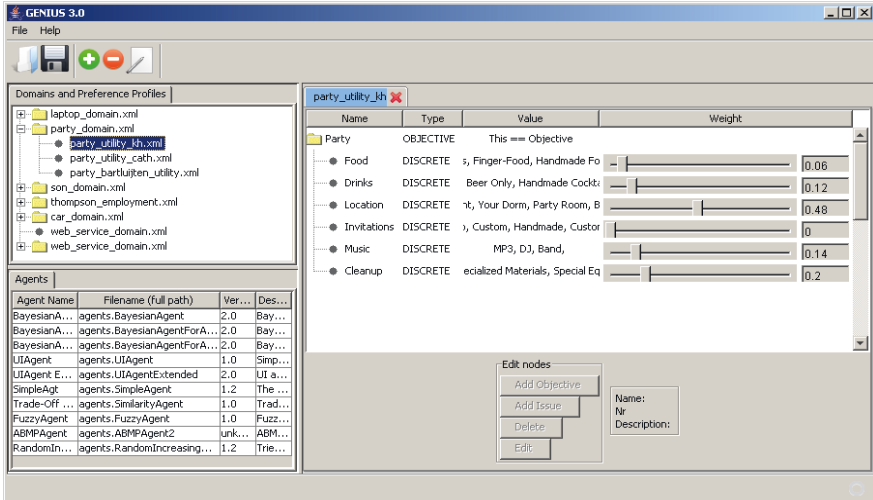 GENIUS 3.0
File Help
Domains and Preference Profiles
laptop_domain.xml
party_domain.xml
party_utility_kh.xml
party_utility_cath.xml
party_bartluijten_utility.xml
son_domain.xml
thompson_employment.xml
car_domain.xml
web_service_domain.xml
web_service_domain.xml
Agents
Agent Name Filename (full path) Ver... Des...
BayesianA... agents.BayesianAgent 2.0 Bay...
BayesianA... agents.BayesianAgentForA... 2.0 Bay...
BayesianA... agents.BayesianAgentForA... 2.0 Bay...
UIAgent agents.UIAgent 1.0 Simp...
UIAgent E... agents.UIAgentExtended 2.0 UI a...
SimpleAgt agents.SimpleAgent 1.2 The ...
Trade-Off ... agents.SimilarityAgent 1.0 Trad...
FuzzyAgent agents.FuzzyAgent 1.0 Fuzz...
ABMPAgent agents.ABMPAgent2 unk... ABM...
RandomIn... agents.RandomIncreasing... 1.2 Trie...
party_utility_kh
Name Type Value Weight
Party OBJECTIVE This == Objective
Food DISCRETE s, Finger-Food, Handmade Fo 0.06
Drinks DISCRETE Beer Only, Handmade Cockta 0.12
Location DISCRETE nt, Your Dorm, Party Room, B 0.48
Invitations DISCRETE ), Custom, Handmade, Custor 0
Music DISCRETE MP3, DJ, Band, 0.14
Cleanup DISCRETE ecialized Materials, Special Eq 0.2
Edit nodes
Add Objective
Add Issue
Delete
Edit
Name:
Nr
Description: